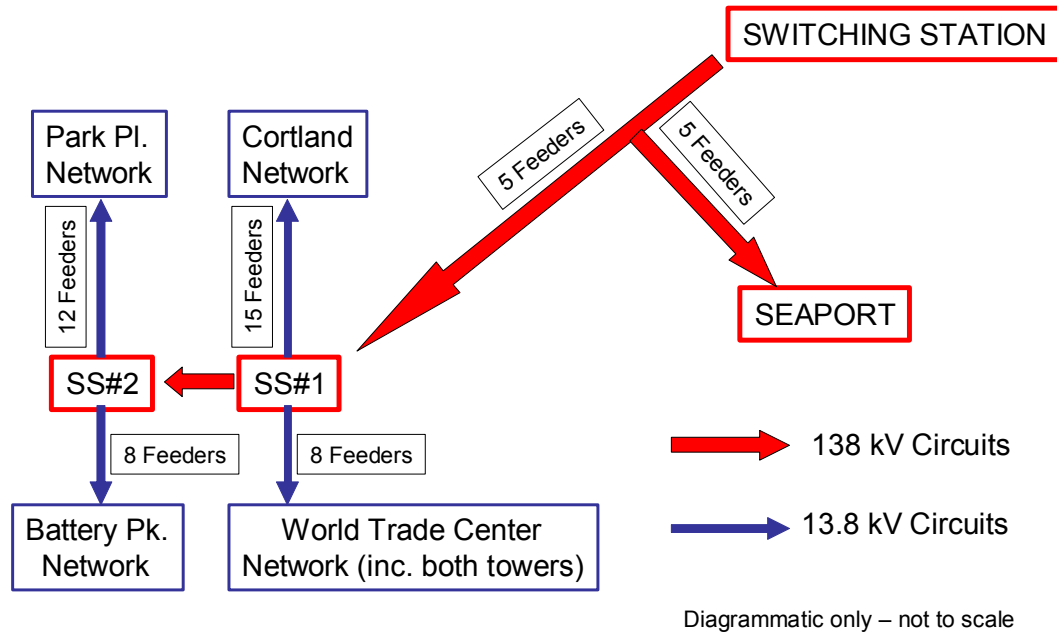 SWITCHING STATION
Park Pl.
Network
Cortland
Network
5 Feeders
5 Feeders
12 Feeders
15 Feeders
SEAPORT
SS#2
SS#1
8 Feeders
8 Feeders
138 kV Circuits
Battery Pk.
Network
World Trade Center
Network (inc. both towers)
13.8 kV Circuits
Diagrammatic only – not to scale